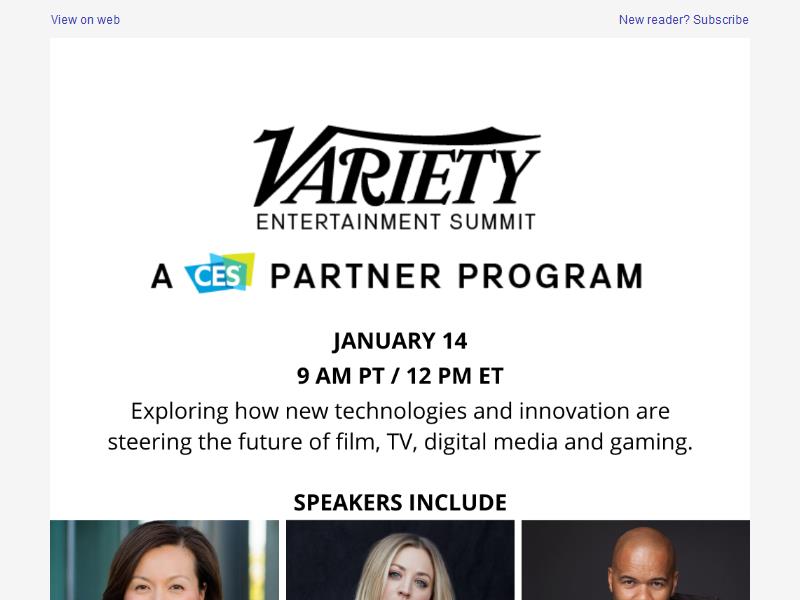 View on web
New reader? Subscribe
VARIETY
ENTERTAINMENT SUMMIT
A CES PARTNER PROGRAM
JANUARY 14
9 AM PT / 12 PM ET
Exploring how new technologies and innovation are
steering the future of film, TV, digital media and gaming.
SPEAKERS INCLUDE